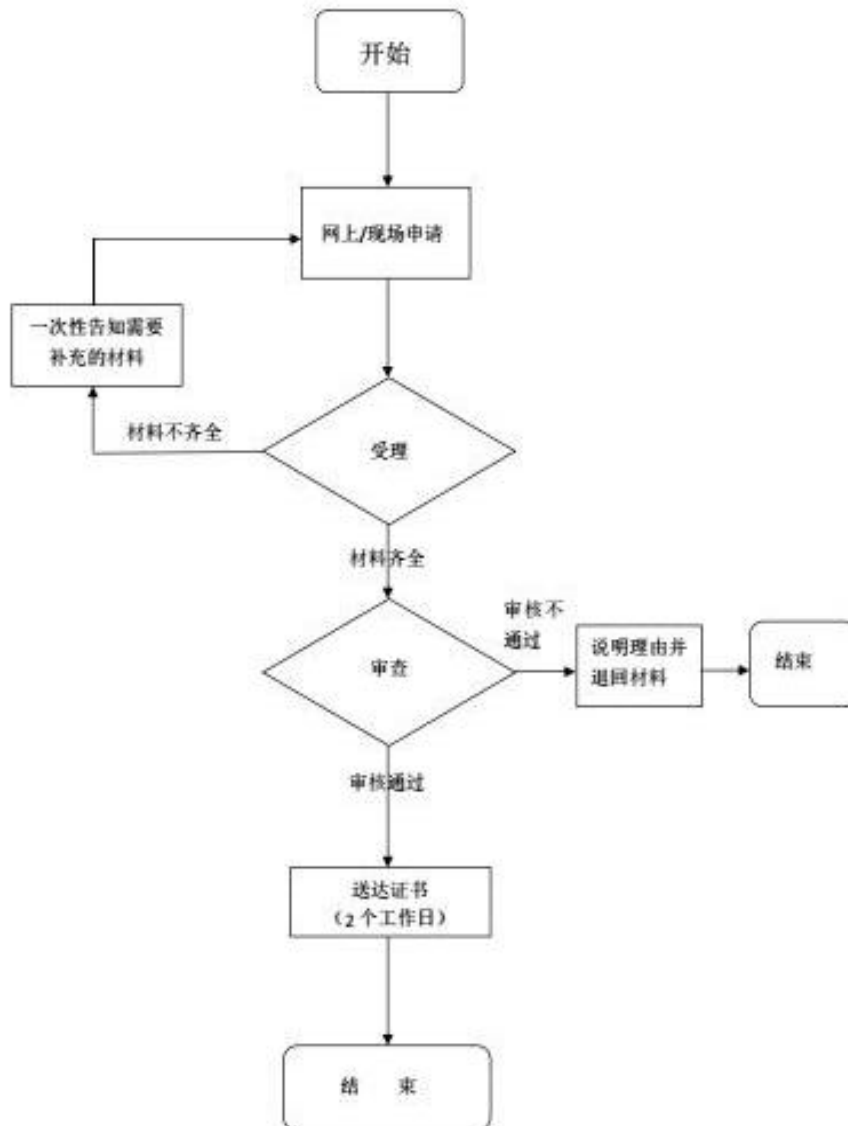 开始
网上/现场申请
一次性告知需要
补充的材料
材料不齐全
受理
材料齐全
审核不
通过
审查
说明理由并
退回材料
结束
审核通过
送达证书
（2个工作日）
结 束